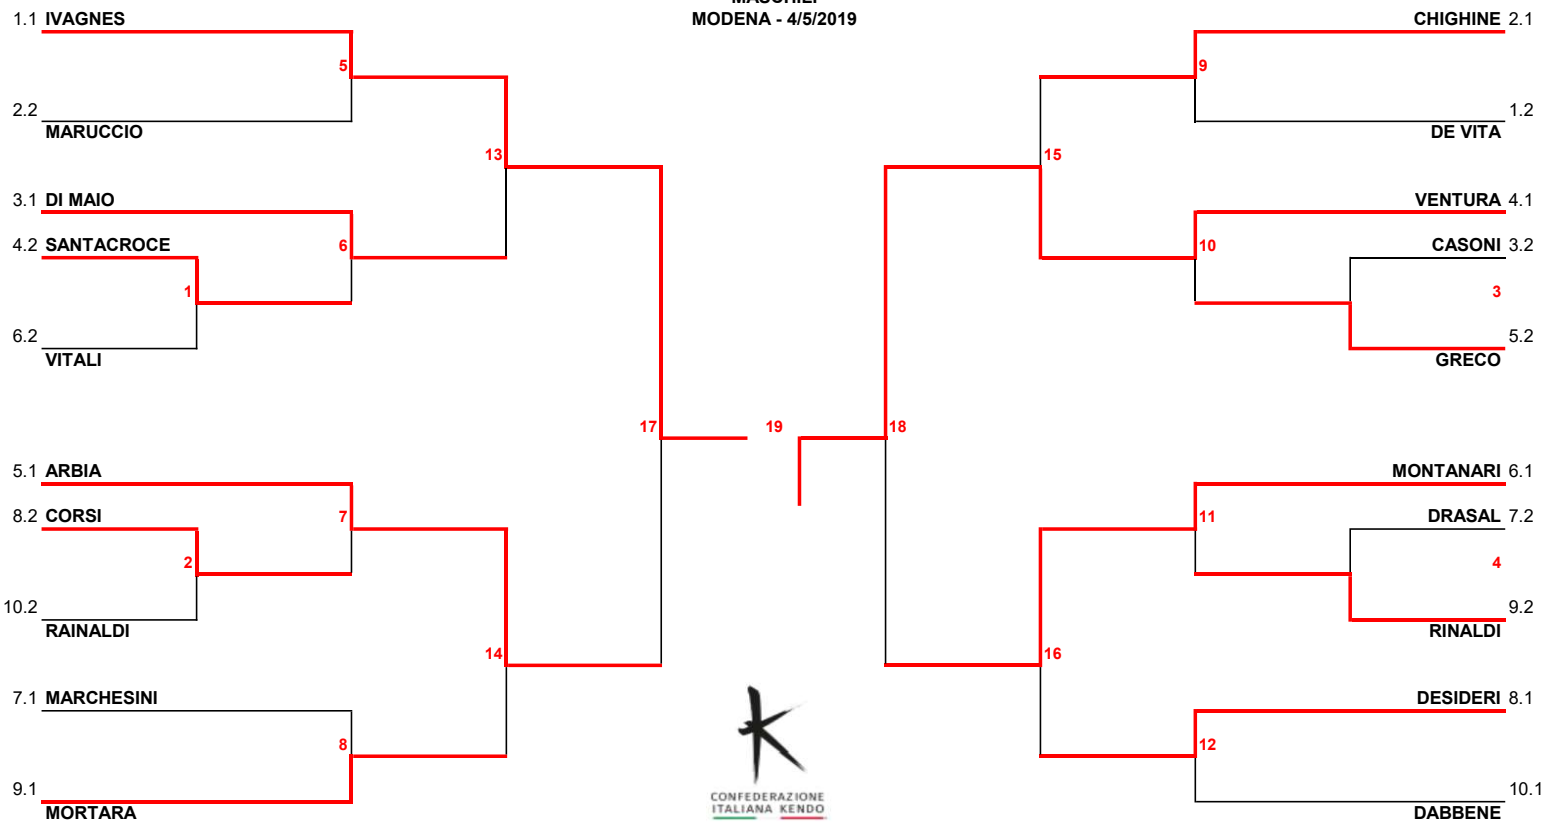 MASCHILI
MODENA - 4/5/2019
1.1 IVAGNES
5
2.2
MARUCCIO
13
3.1 DI MAIO
4.2 SANTACROCE
6
1
6.2
VITALI
17
5.1 ARBIA
8.2 CORSI
7
2
10.2
RAINALDI
14
7.1 MARCHESINI
8
9.1
MORTARA
19
CHIGHINE 2.1
9
1.2
DE VITA
15
VENTURA 4.1
10
CASONI 3.2
3
5.2
GRECO
18
MONTANARI 6.1
11
DRASAL 7.2
4
9.2
RINALDI
16
DESIDERI 8.1
12
10.1
DABBENE
CONFEDERAZIONE
ITALIANA KENDO